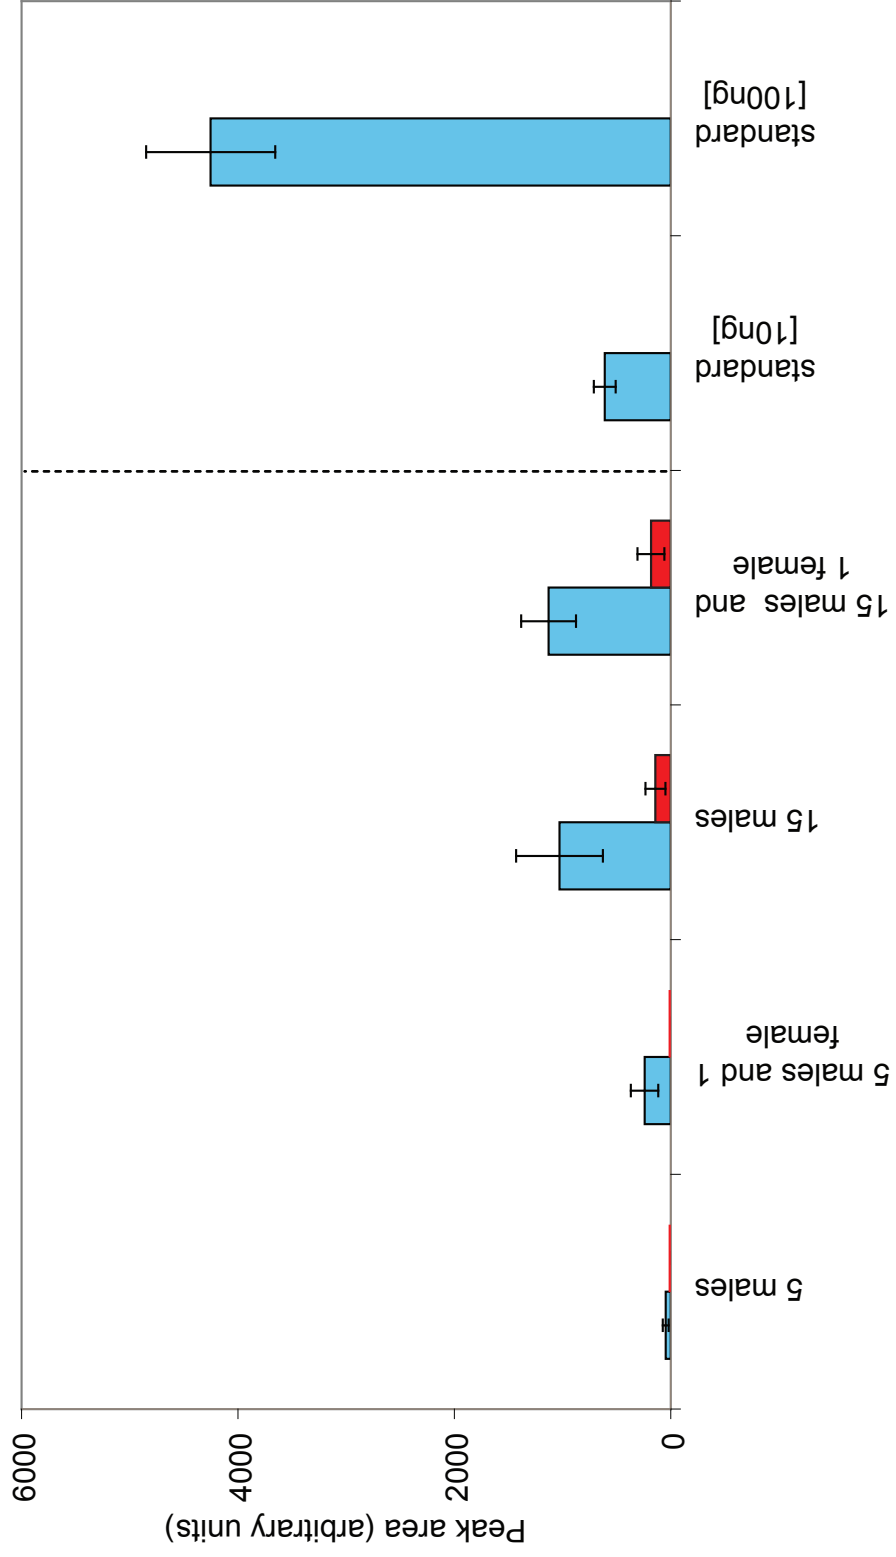 Peak area (arbitrary units)
6000
4000
2000
0
5 males
5 males and 1
female
15 males
15 males and
1 female
standard
[10ng]
standard
[100ng]